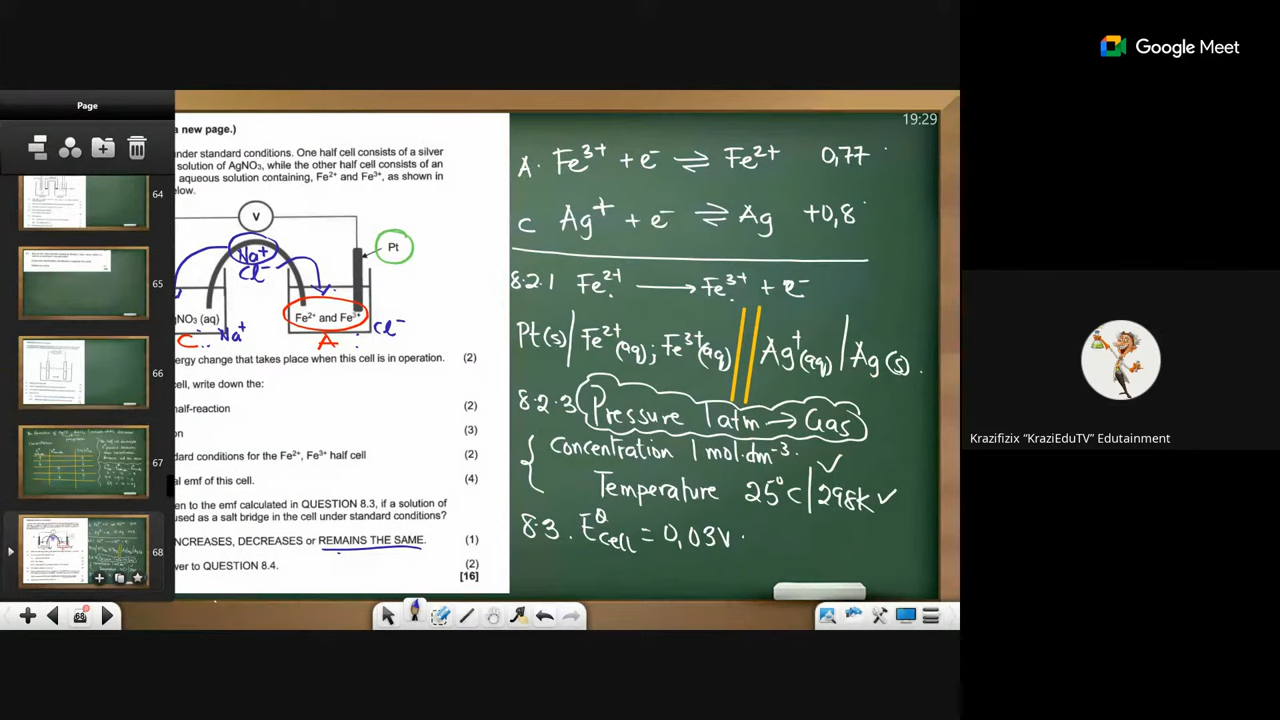 Google Meet
Page
64
65
66
67
68
a new page.)
under standard conditions. One half cell consists of a silver
solution of AgNO₃, while the other half cell consists of an
aqueous solution containing, Fe²⁺ and Fe³⁺, as shown in
elow.
V
Pt
Na⁺
Cl⁻
gNO₃ (aq)
Fe²⁺ and Fe³⁺
C
Na⁺
A
Cl⁻
ergy change that takes place when this cell is in operation. (2)
cell, write down the:
half-reaction (2)
on (3)
dard conditions for the Fe²⁺, Fe³⁺ half cell (2)
al emf of this cell. (4)
en to the emf calculated in QUESTION 8.3, if a solution of
used as a salt bridge in the cell under standard conditions?
NCREASES, DECREASES or REMAINS THE SAME. (1)
wer to QUESTION 8.4. (2)
[16]
19:29
A. Fe³⁺ + e⁻ ⇌ Fe²⁺ 0,77
C Ag⁺ + e⁻ ⇌ Ag +0,8
8.2.1 Fe²⁺ → Fe³⁺ + e⁻
Pt(s)|Fe²⁺(aq); Fe³⁺(aq) || Ag⁺(aq)/Ag(s)
8.2.3 Pressure 1atm → Gas
{ Concentration 1 mol·dm⁻³ ✓
Temperature 25°C|298K ✓
8.3. E^θcell = 0,03V
68
Krazifizix “KraziEduTV” Edutainment